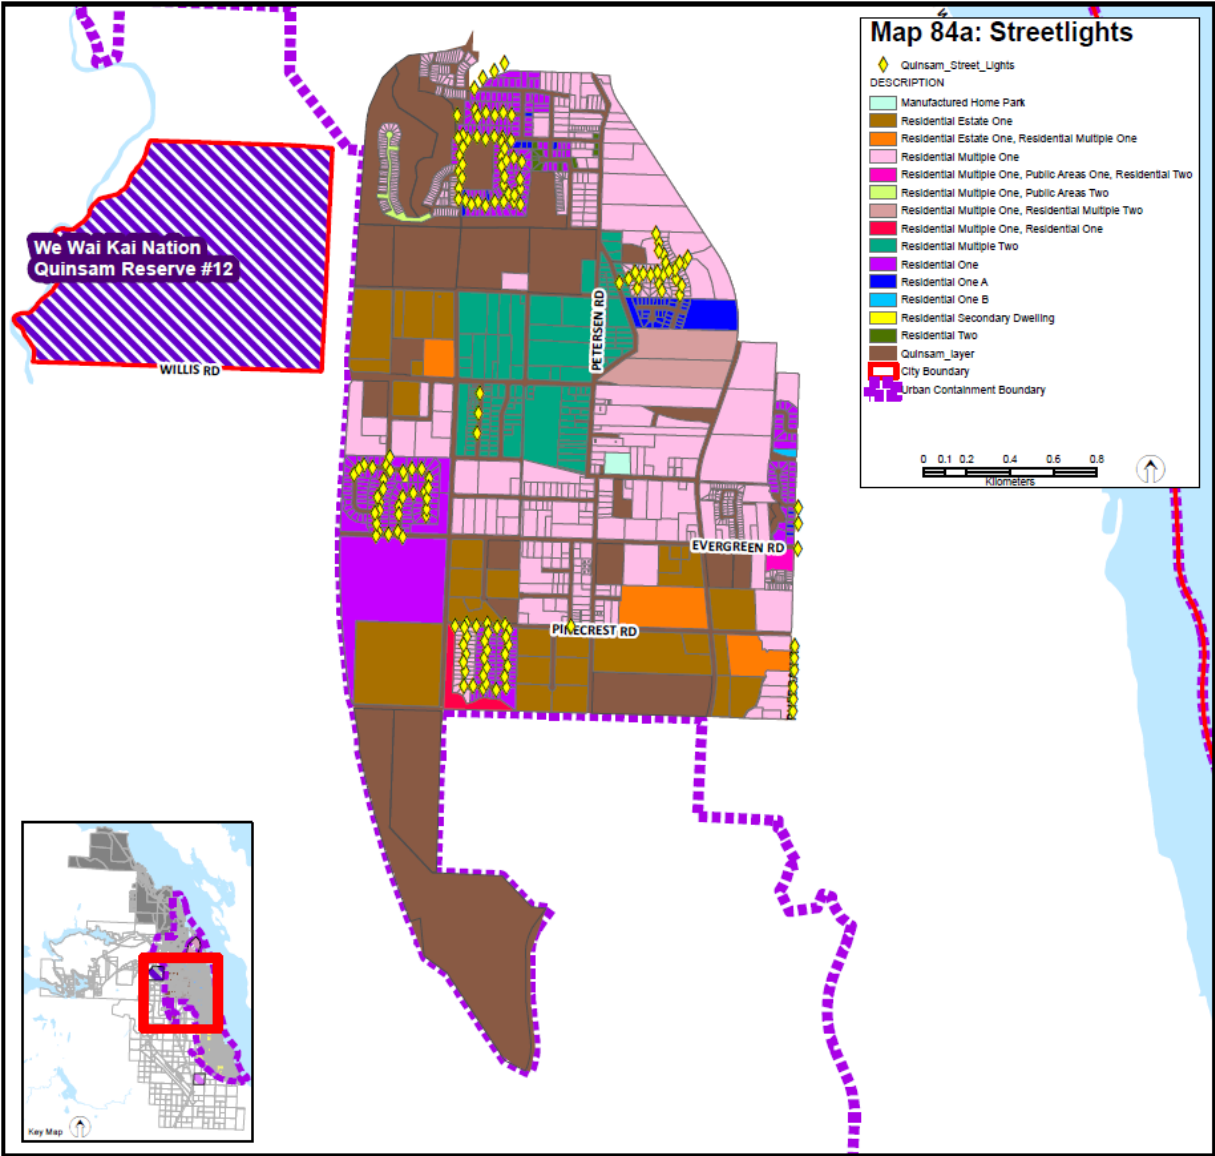 Map 84a: Streetlights
Quinsam_Street_Lights
DESCRIPTION
Manufactured Home Park
Residential Estate One
Residential Estate One, Residential Multiple One
Residential Multiple One
Residential Multiple One, Public Areas One, Residential Two
Residential Multiple One, Public Areas Two
Residential Multiple One, Residential Multiple Two
Residential Multiple One, Residential One
Residential Multiple Two
Residential One
Residential One A
Residential One B
Residential Secondary Dwelling
Residential Two
Quinsam_layer
City Boundary
Urban Containment Boundary
0 0.1 0.2 0.4 0.6 0.8
Kilometers
We Wai Kai Nation
Quinsam Reserve #12
WILLIS RD
PETERSEN RD
EVERGREEN RD
PINECREST RD
Key Map